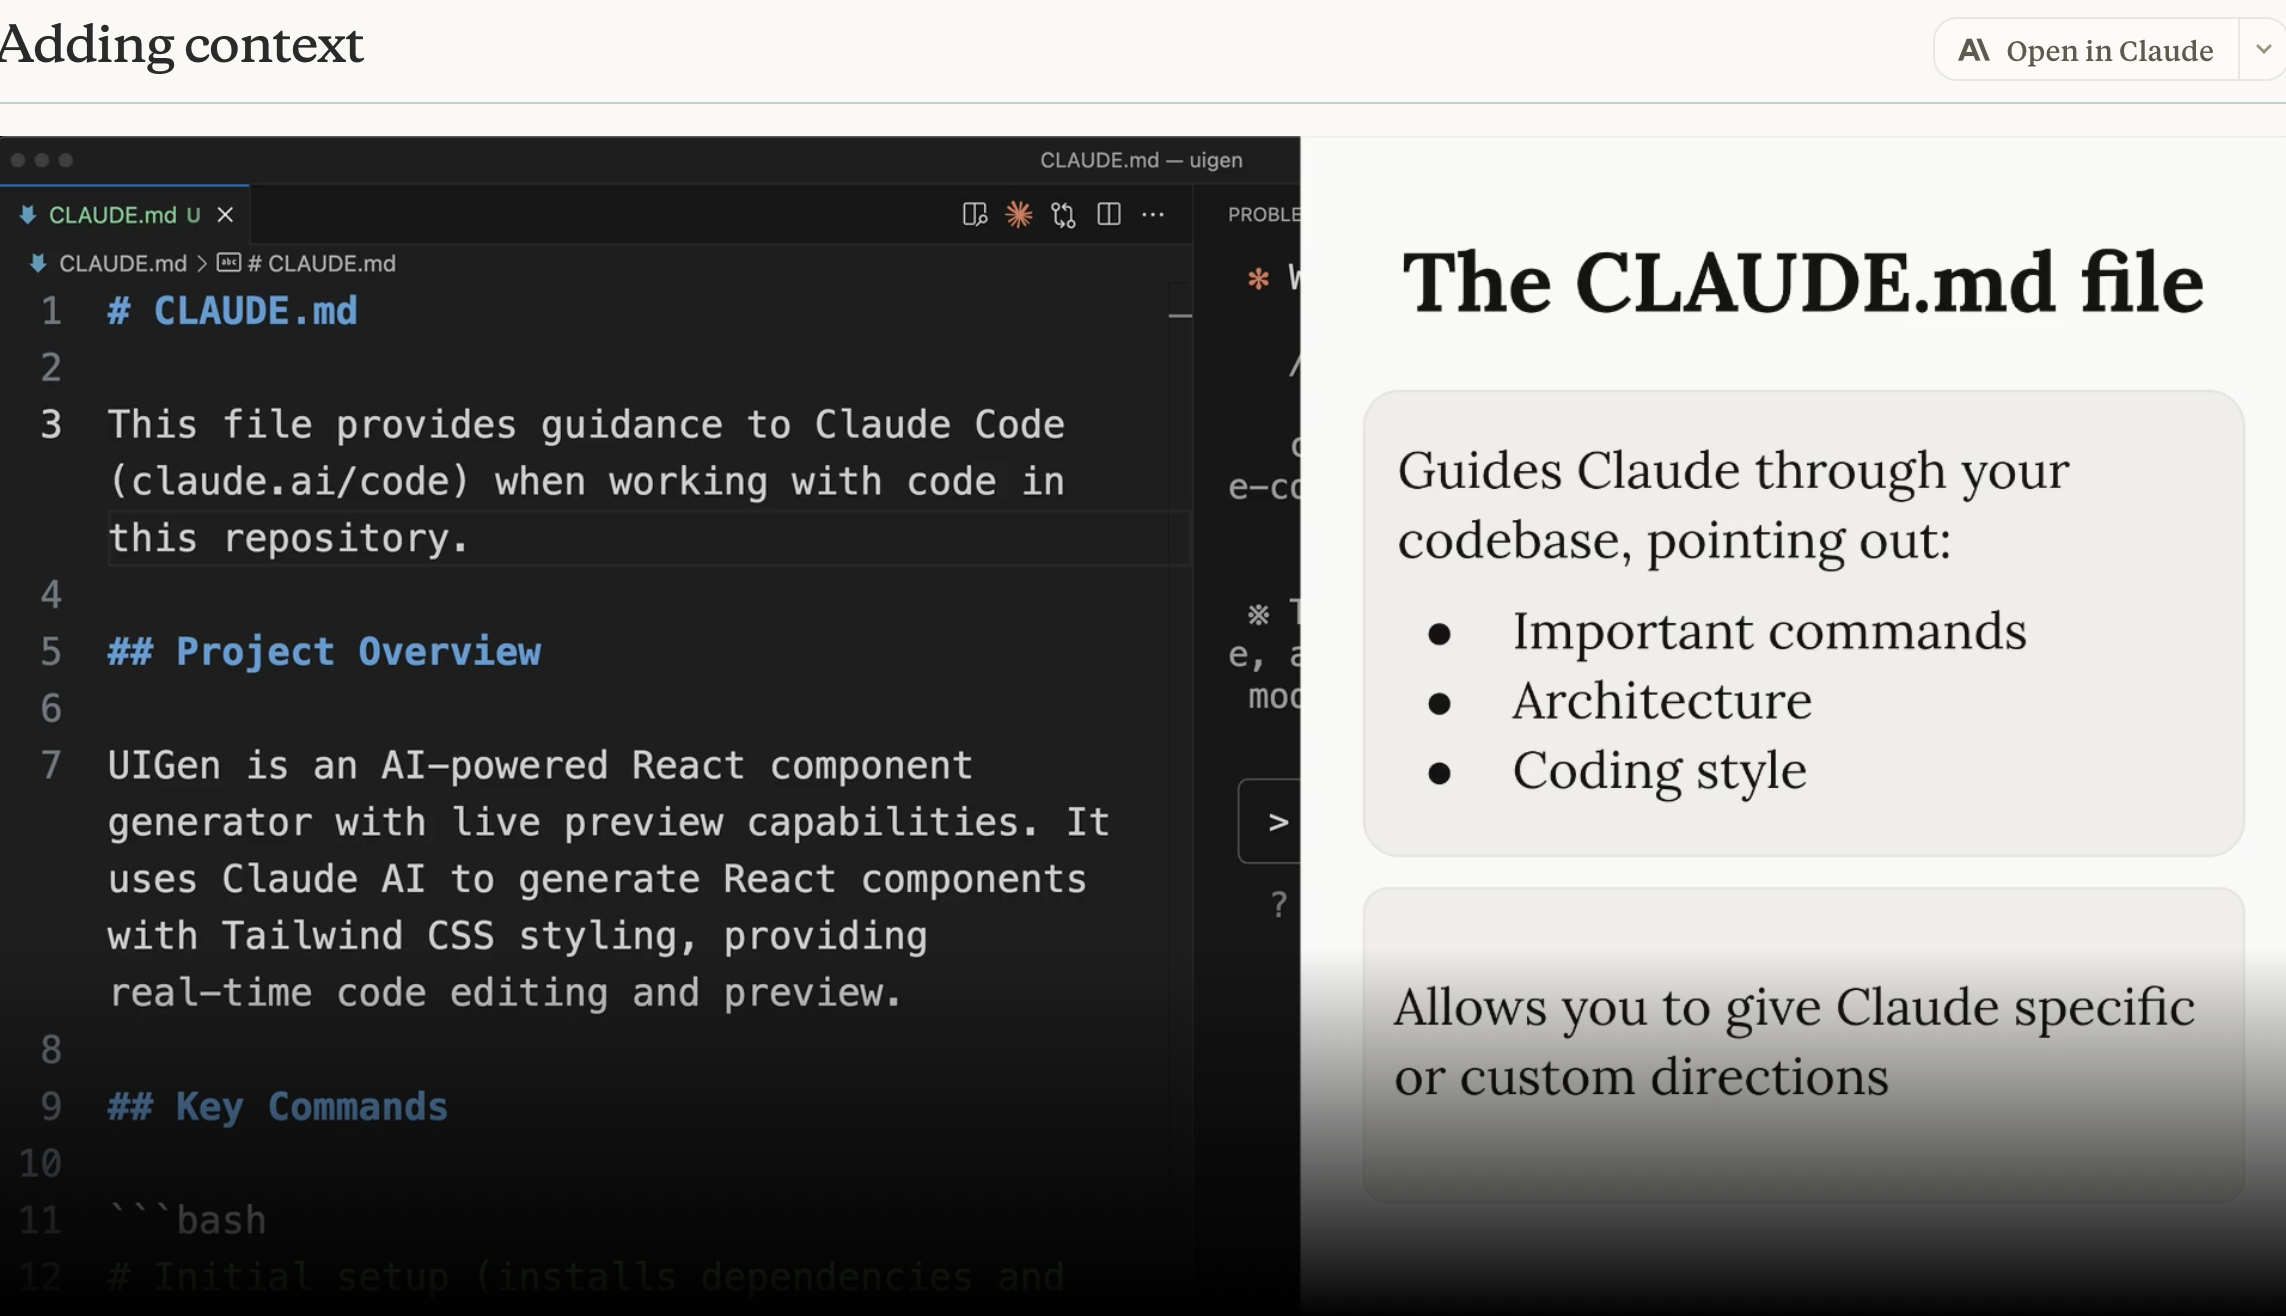 Adding context
Open in Claude
CLAUDE.md — uigen
CLAUDE.md U
CLAUDE.md > # CLAUDE.md
1 # CLAUDE.md
2
3 This file provides guidance to Claude Code
(claude.ai/code) when working with code in
this repository.
4
5 ## Project Overview
6
7 UIGen is an AI-powered React component
generator with live preview capabilities. It
uses Claude AI to generate React components
with Tailwind CSS styling, providing
real-time code editing and preview.
8
9 ## Key Commands
10
11 ```bash
12 # Initial setup (installs dependencies and
PROBLE
/
e-co
e, a
moc
>
?
The CLAUDE.md file
Guides Claude through your
codebase, pointing out:
● Important commands
● Architecture
● Coding style
Allows you to give Claude specific
or custom directions